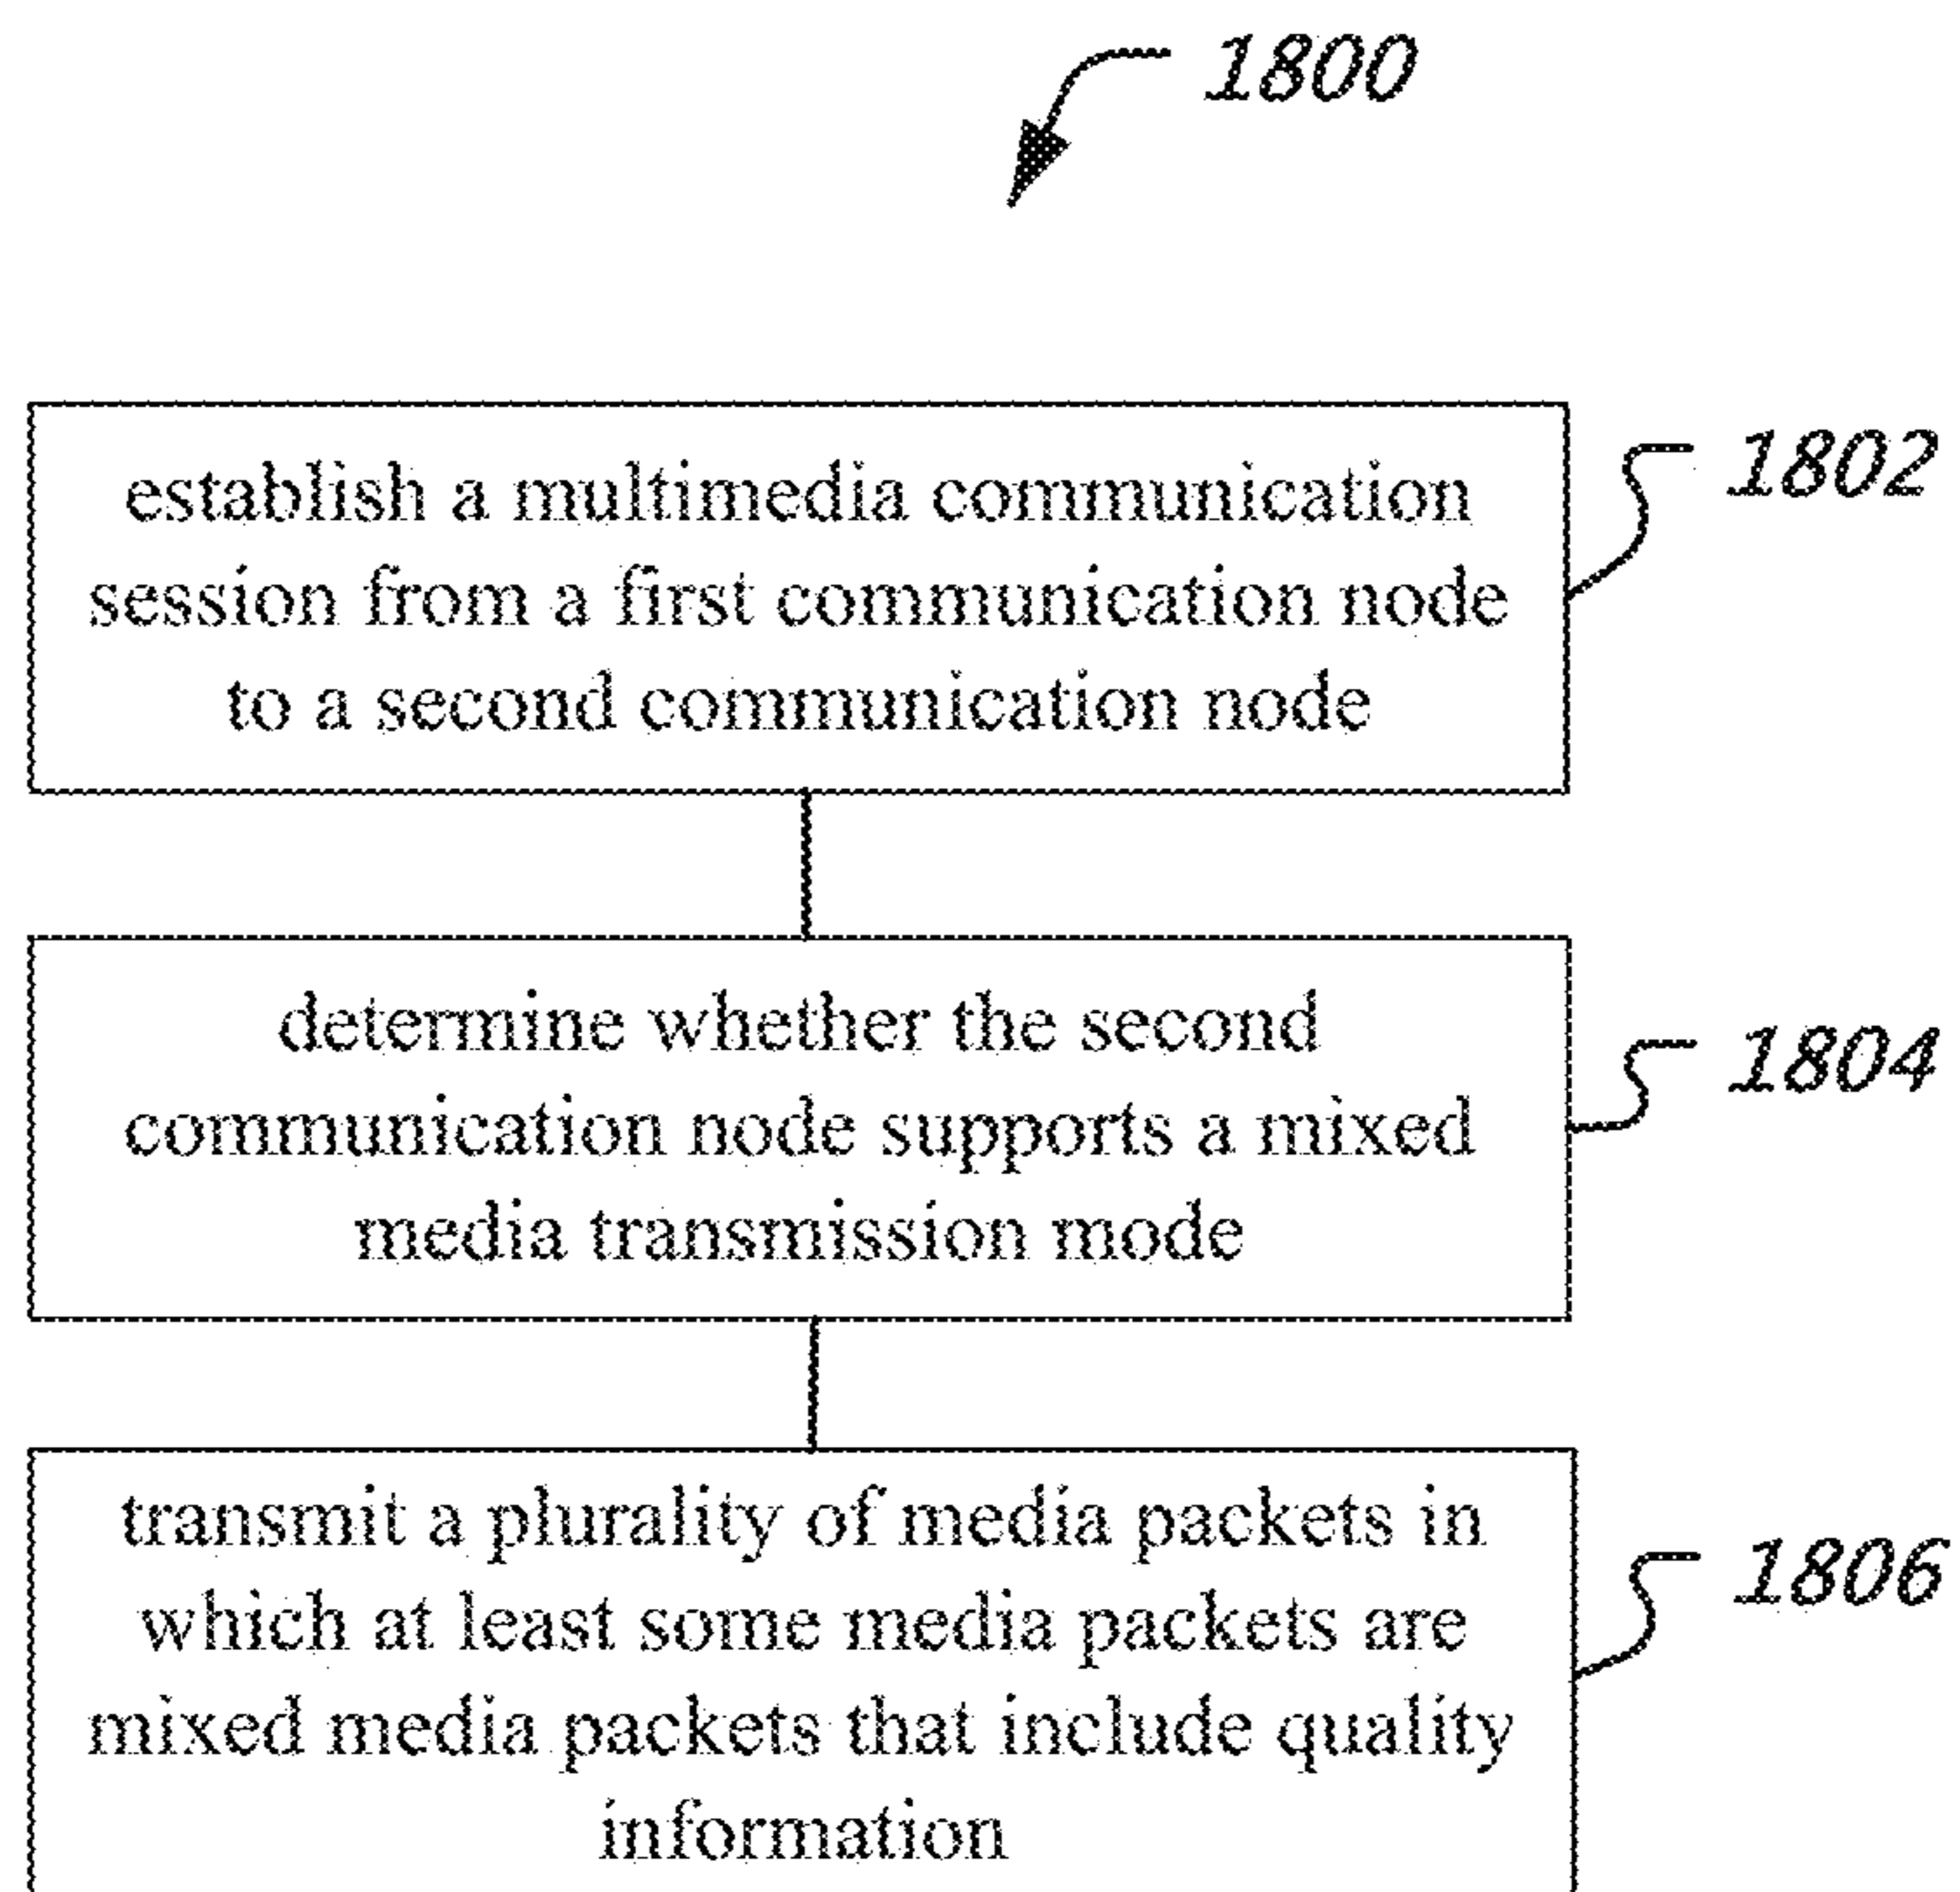 1800
establish a multimedia communication
1802
session from a first communication node
to a second communication node
determine whether the second
1804
communication node supports a mixed
media transmission mode
transmit a plurality of media packets in
1806
which at least some media packets are
mixed media packets that include quality
information